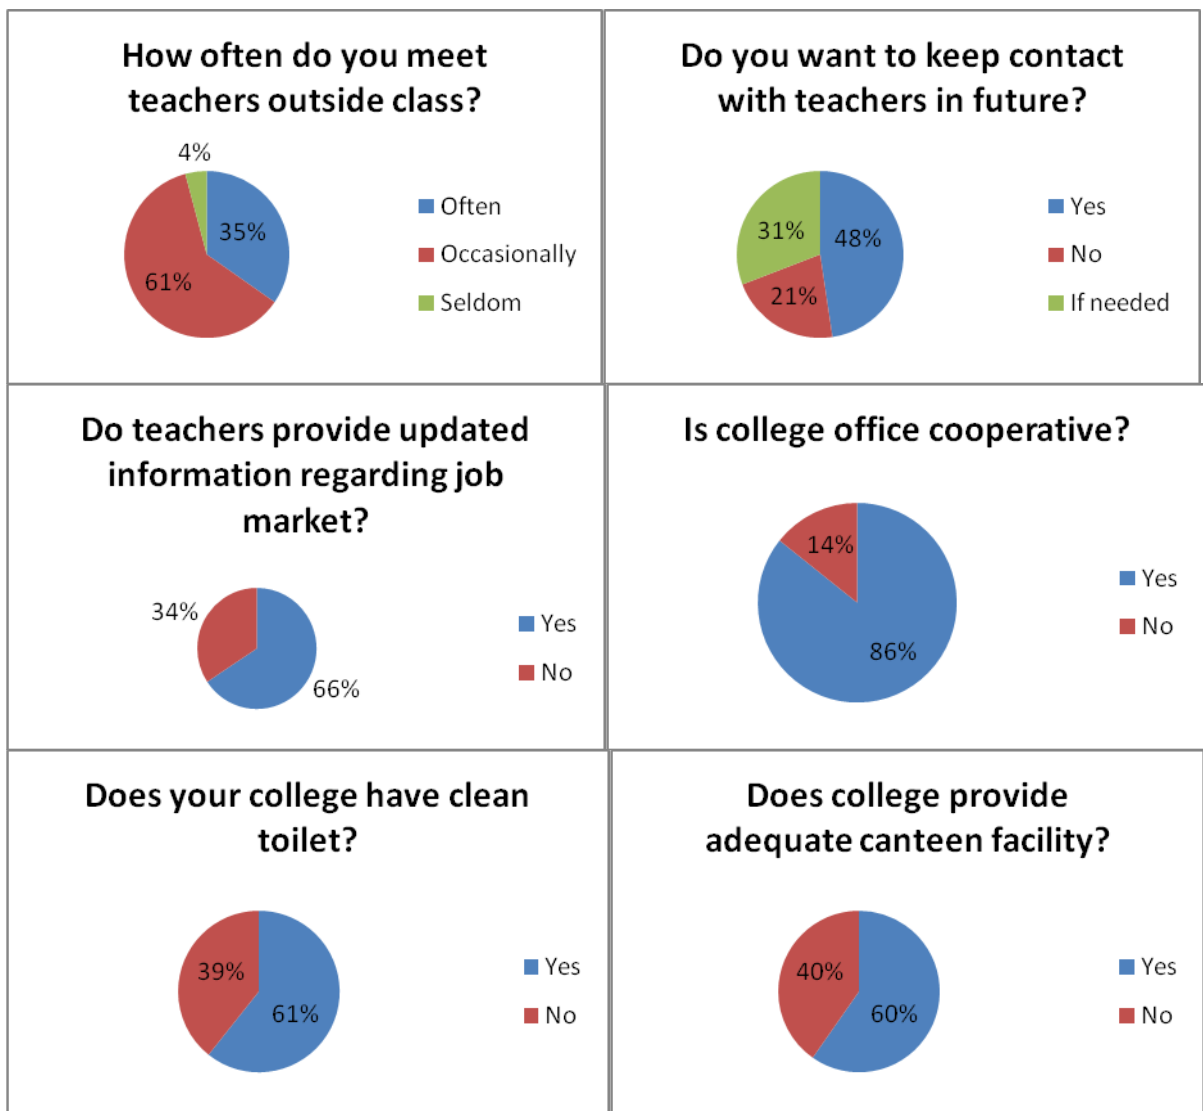 How often do you meet
teachers outside class?
4%
35%
61%
Often
Occasionally
Seldom
Do you want to keep contact
with teachers in future?
31%
48%
21%
Yes
No
If needed
Do teachers provide updated
information regarding job
market?
34%
66%
Yes
No
Is college office cooperative?
14%
86%
Yes
No
Does your college have clean
toilet?
39%
61%
Yes
No
Does college provide
adequate canteen facility?
40%
60%
Yes
No